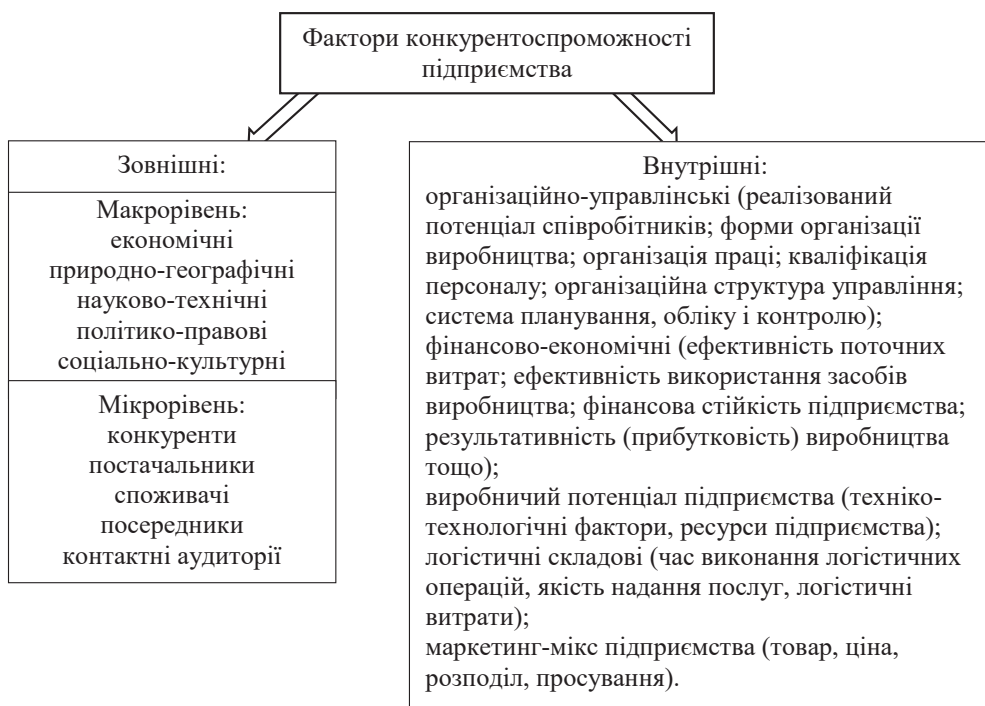 Фактори конкурентоспроможності
підприємства
Зовнішні:
Макрорівень:
економічні
природно-географічні
науково-технічні
політико-правові
соціально-культурні
Мікрорівень:
конкуренти
постачальники
споживачі
посередники
контактні аудиторії
Внутрішні:
організаційно-управлінські (реалізований
потенціал співробітників; форми організації
виробництва; організація праці; кваліфікація
персоналу; організаційна структура управління;
система планування, обліку і контролю);
фінансово-економічні (ефективність поточних
витрат; ефективність використання засобів
виробництва; фінансова стійкість підприємства;
результативність (прибутковість) виробництва
тощо);
виробничий потенціал підприємства (техніко-
технологічні фактори, ресурси підприємства);
логістичні складові (час виконання логістичних
операцій, якість надання послуг, логістичні
витрати);
маркетинг-мікс підприємства (товар, ціна,
розподіл, просування).